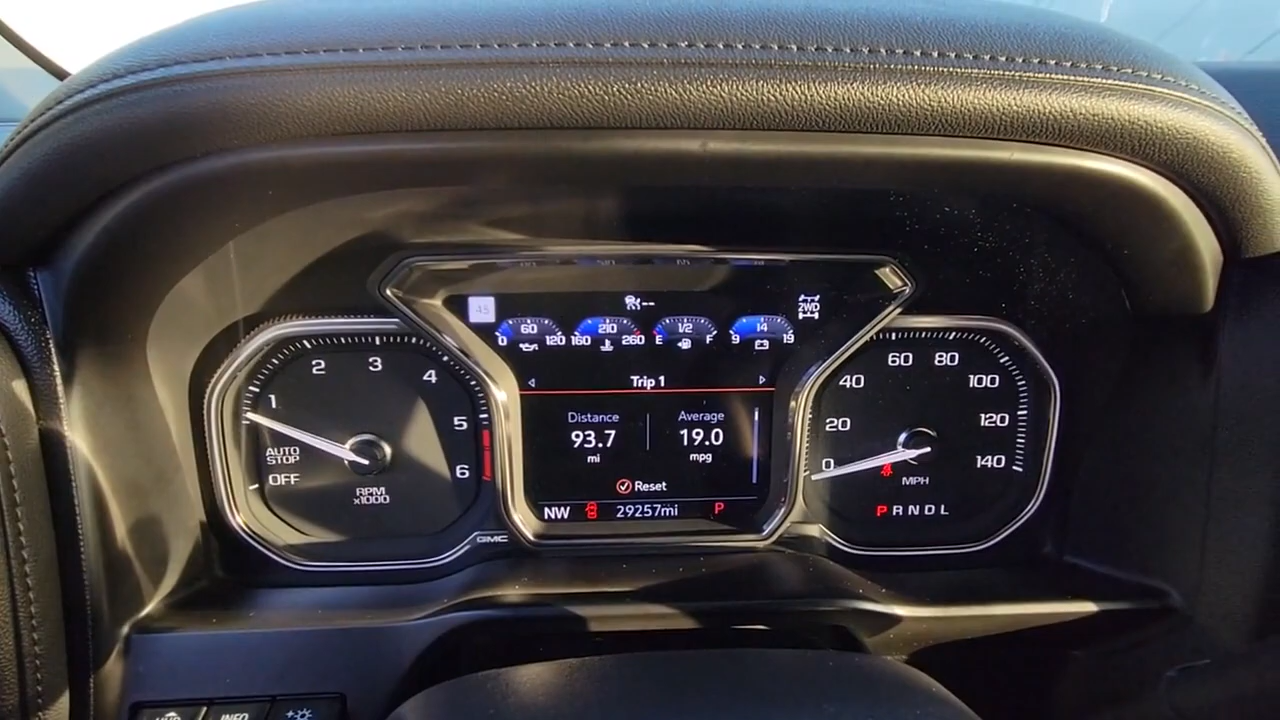 45
--
2WD
60
0 120
210
160 260
1/2
E F
14
9 19
Trip 1
Distance
93.7
mi
Average
19.0
mpg
Reset
NW 29257mi P
1
2
3
4
5
6
AUTO
STOP
OFF
RPM
x1000
GMC
0
20
40
60
80
100
120
140
MPH
PRNDL
INFO